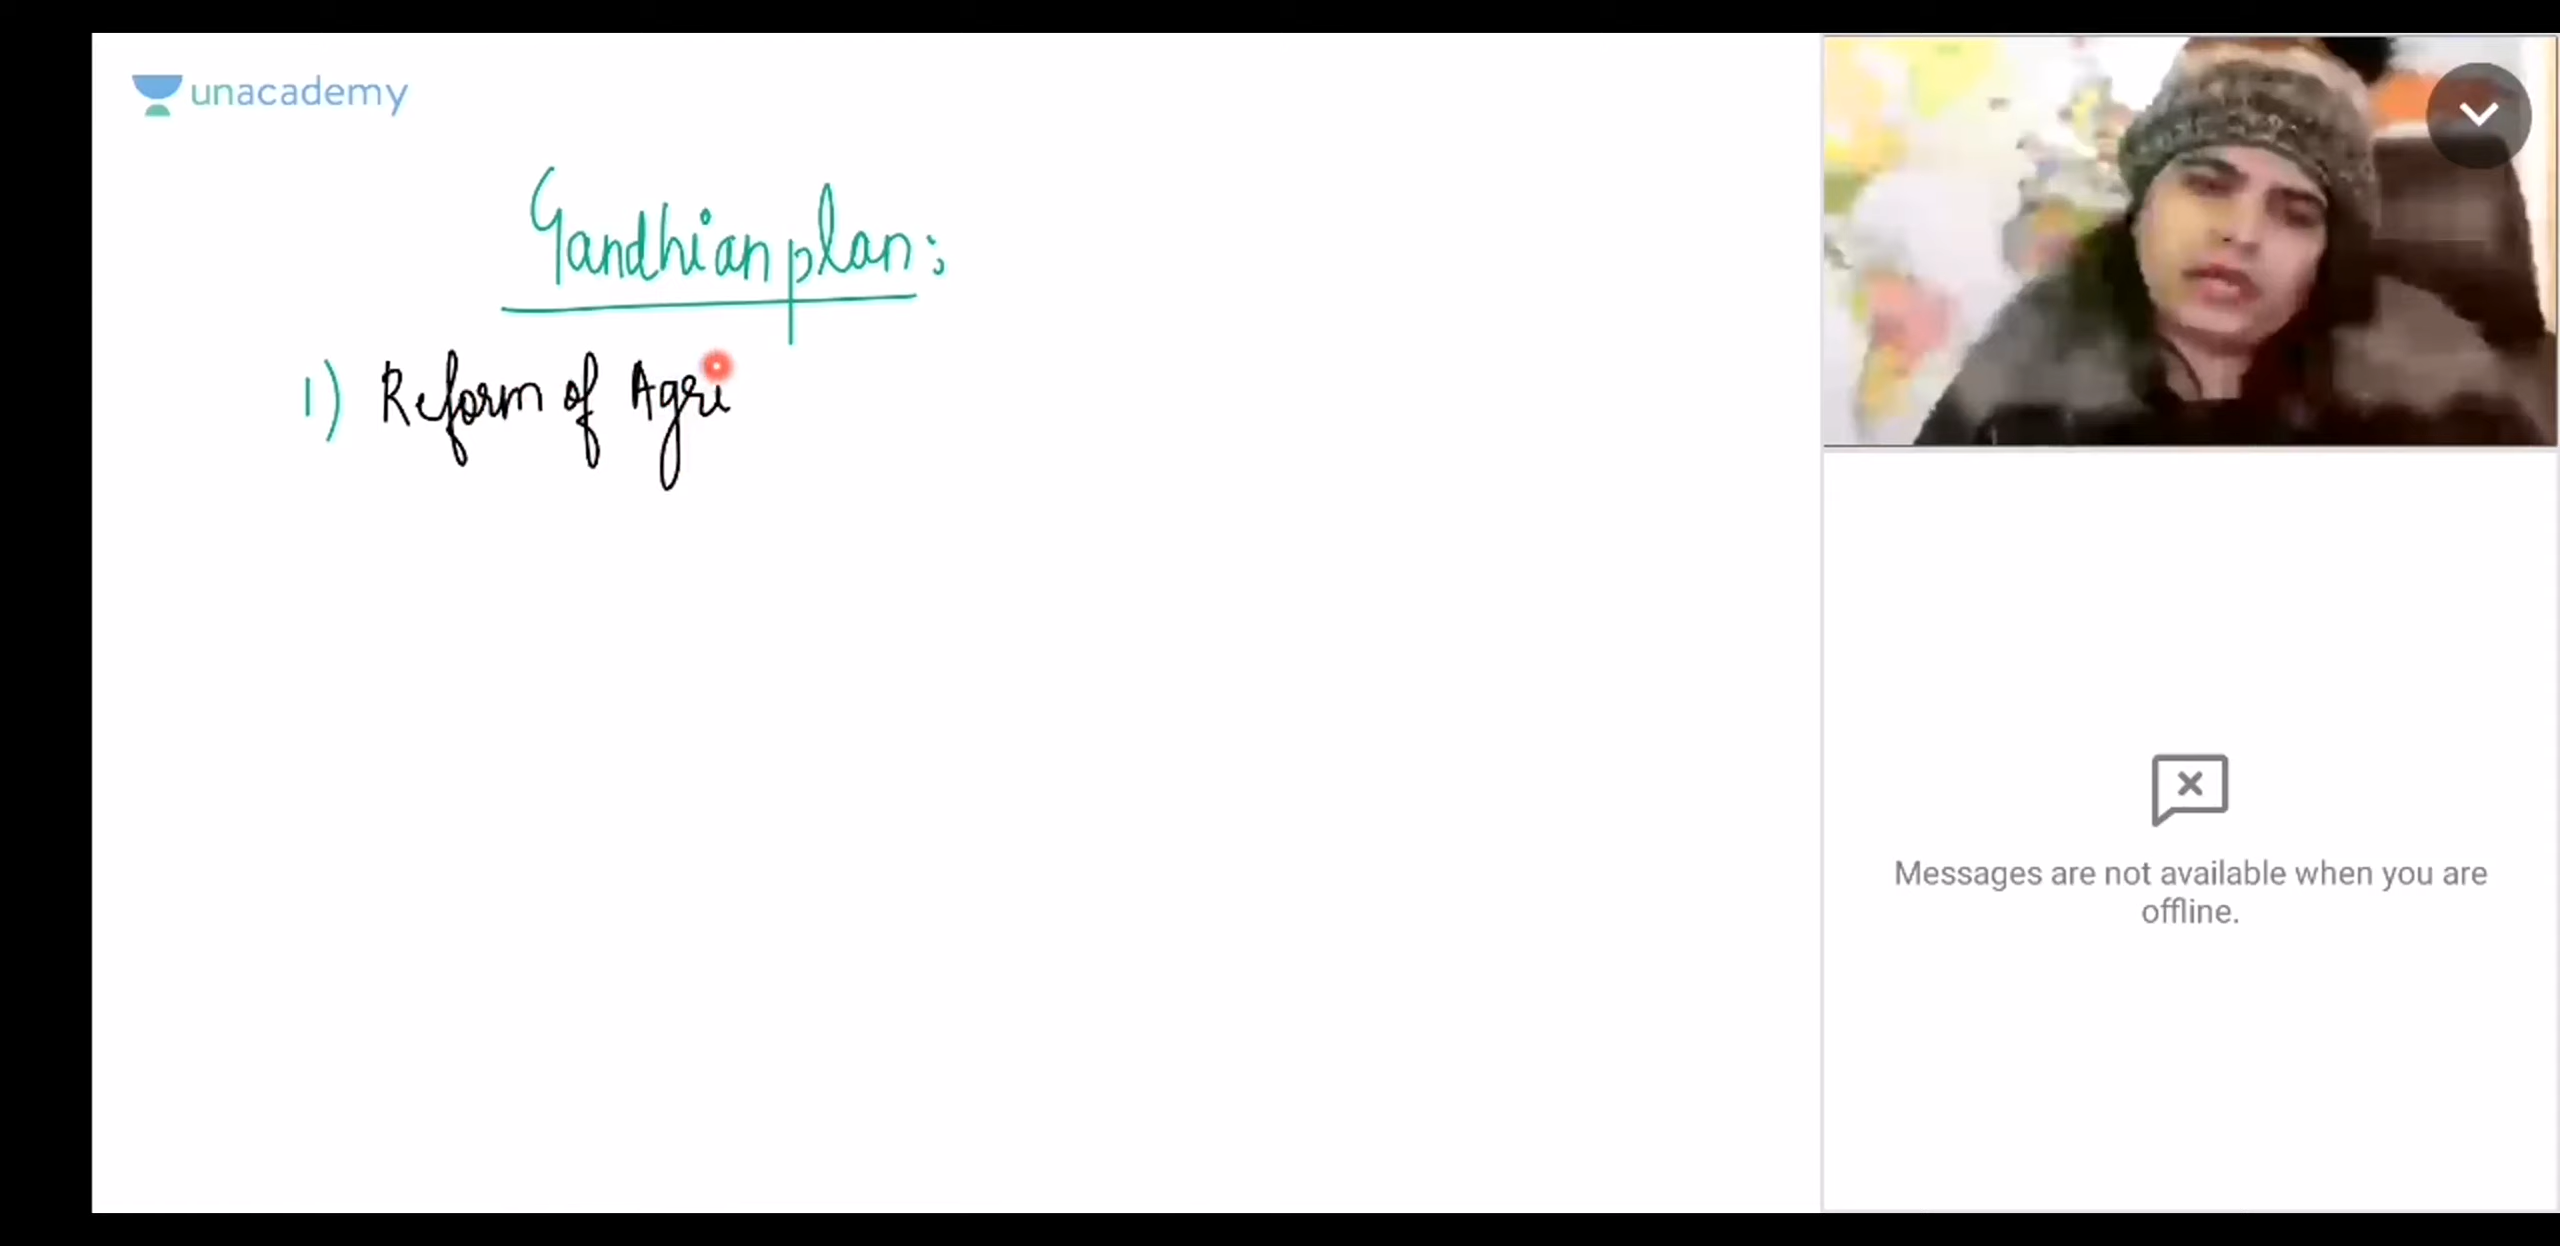 unacademy
Gandhian plan:
1) Reform of Agri
Messages are not available when you are
offline.